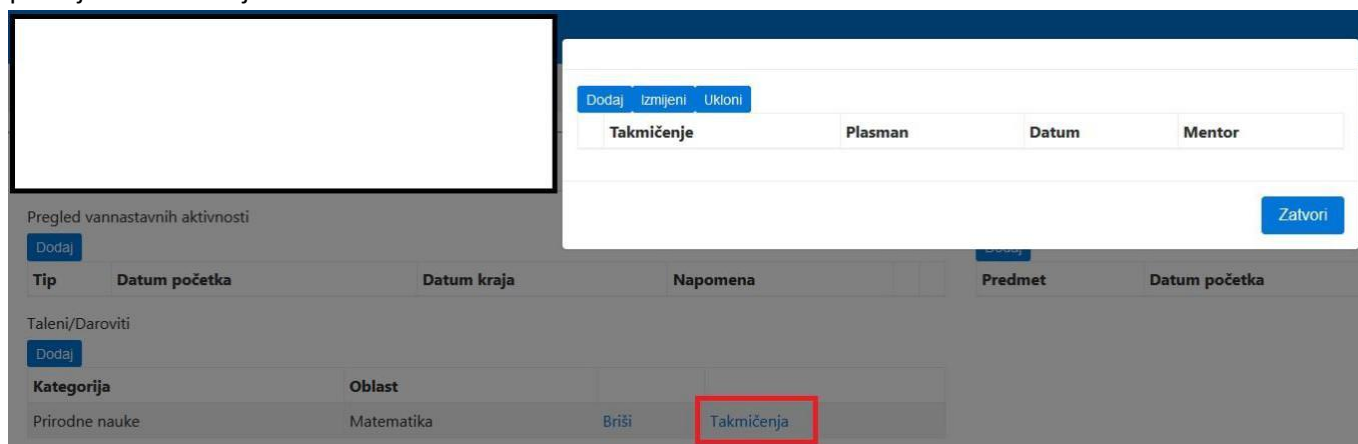 Dodaj Izmijeni Ukloni
Takmičenje Plasman Datum Mentor
Zatvori
Pregled vannastavnih aktivnosti
Dodaj Dodaj
Tip Datum početka Datum kraja Napomena Predmet Datum početka
Taleni/Daroviti
Dodaj
Kategorija Oblast
Prirodne nauke Matematika Briši Takmičenja